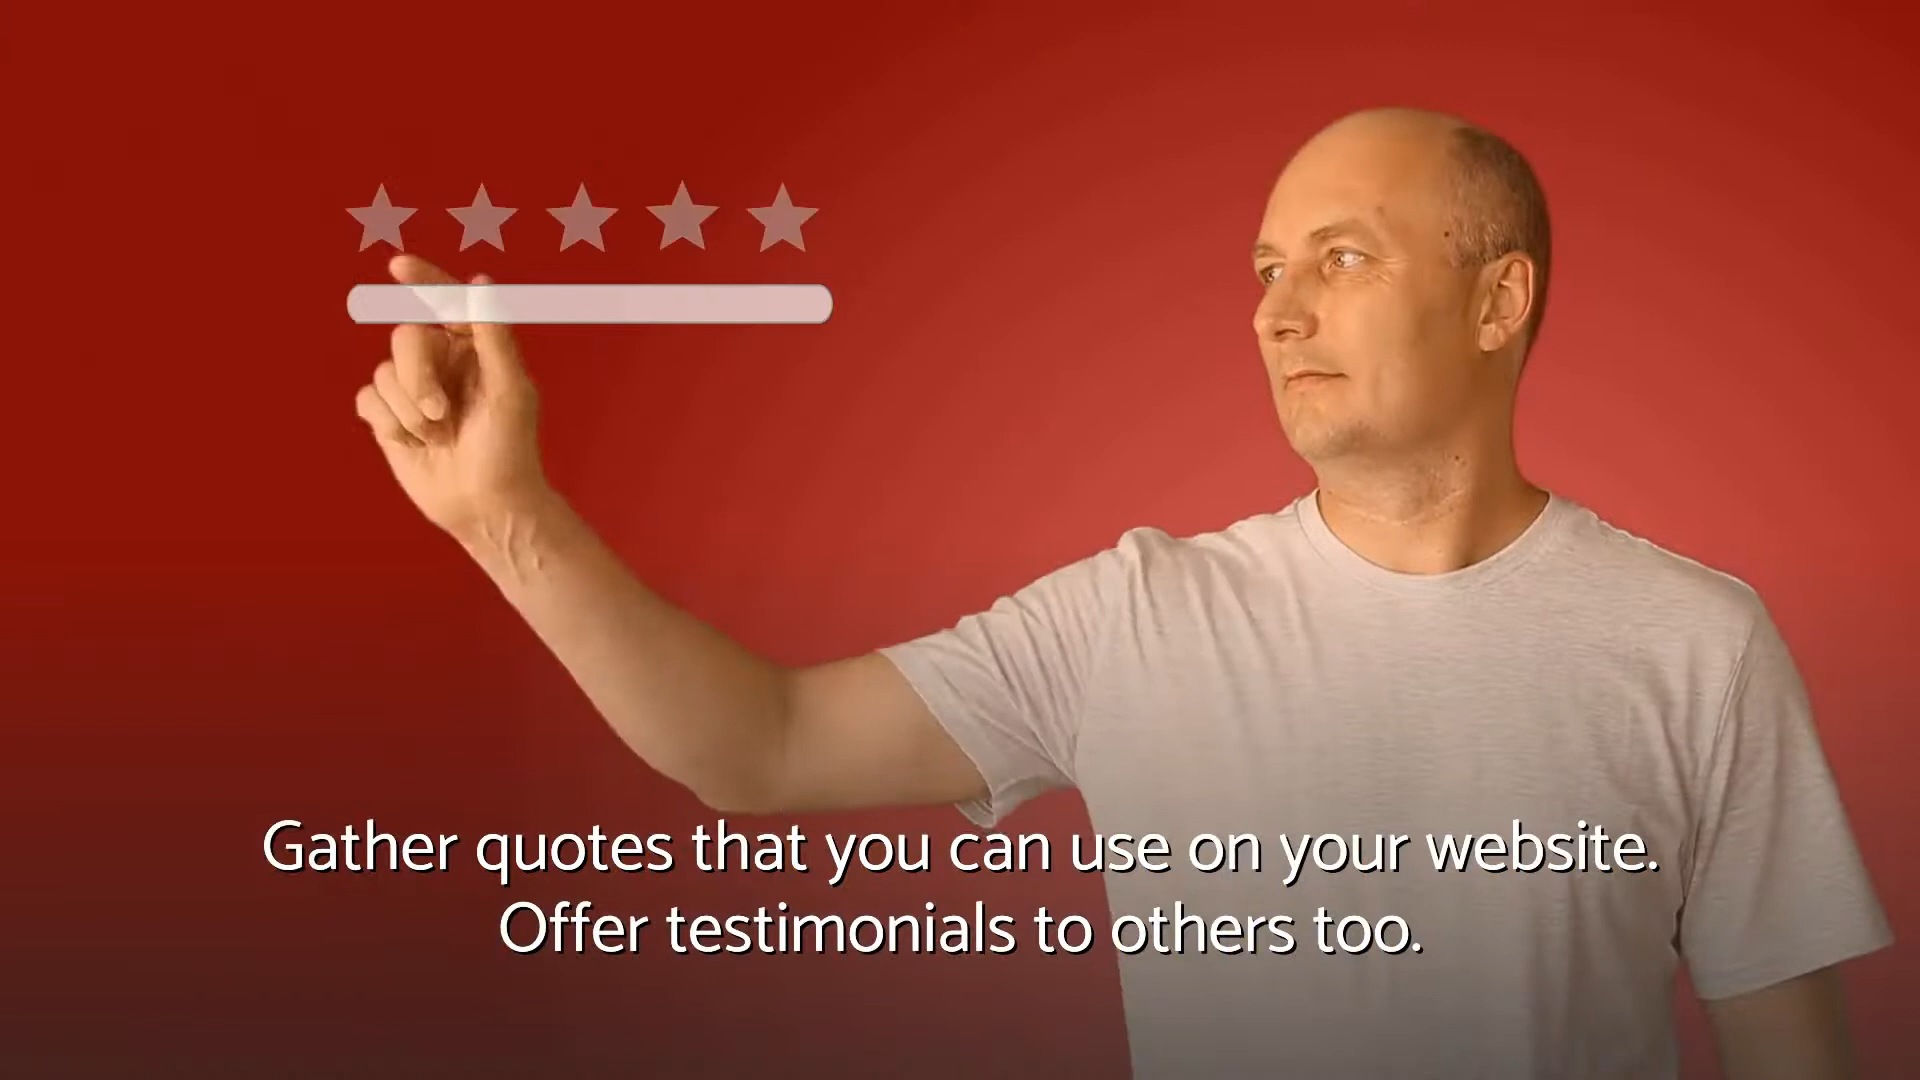 Gather quotes that you can use on your website.
Offer testimonials to others too.